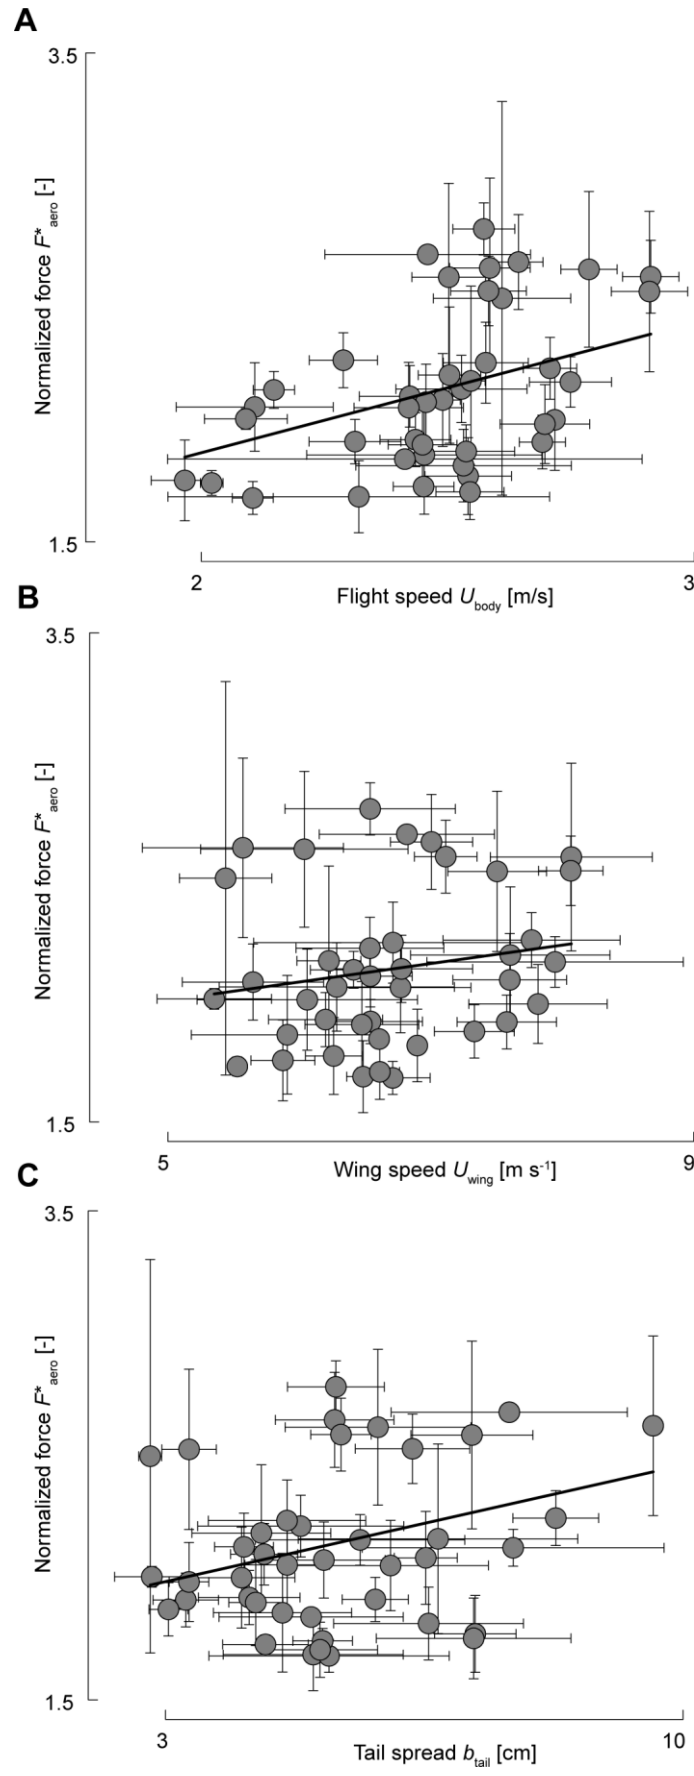 A
3.5
Normalized force F*aero [-]
1.5
2
3
Flight speed Ubody [m/s]
B
3.5
Normalized force F*aero [-]
1.5
5
9
Wing speed Uwing [m s-1]
C
3.5
Normalized force F*aero [-]
1.5
3
10
Tail spread btail [cm]